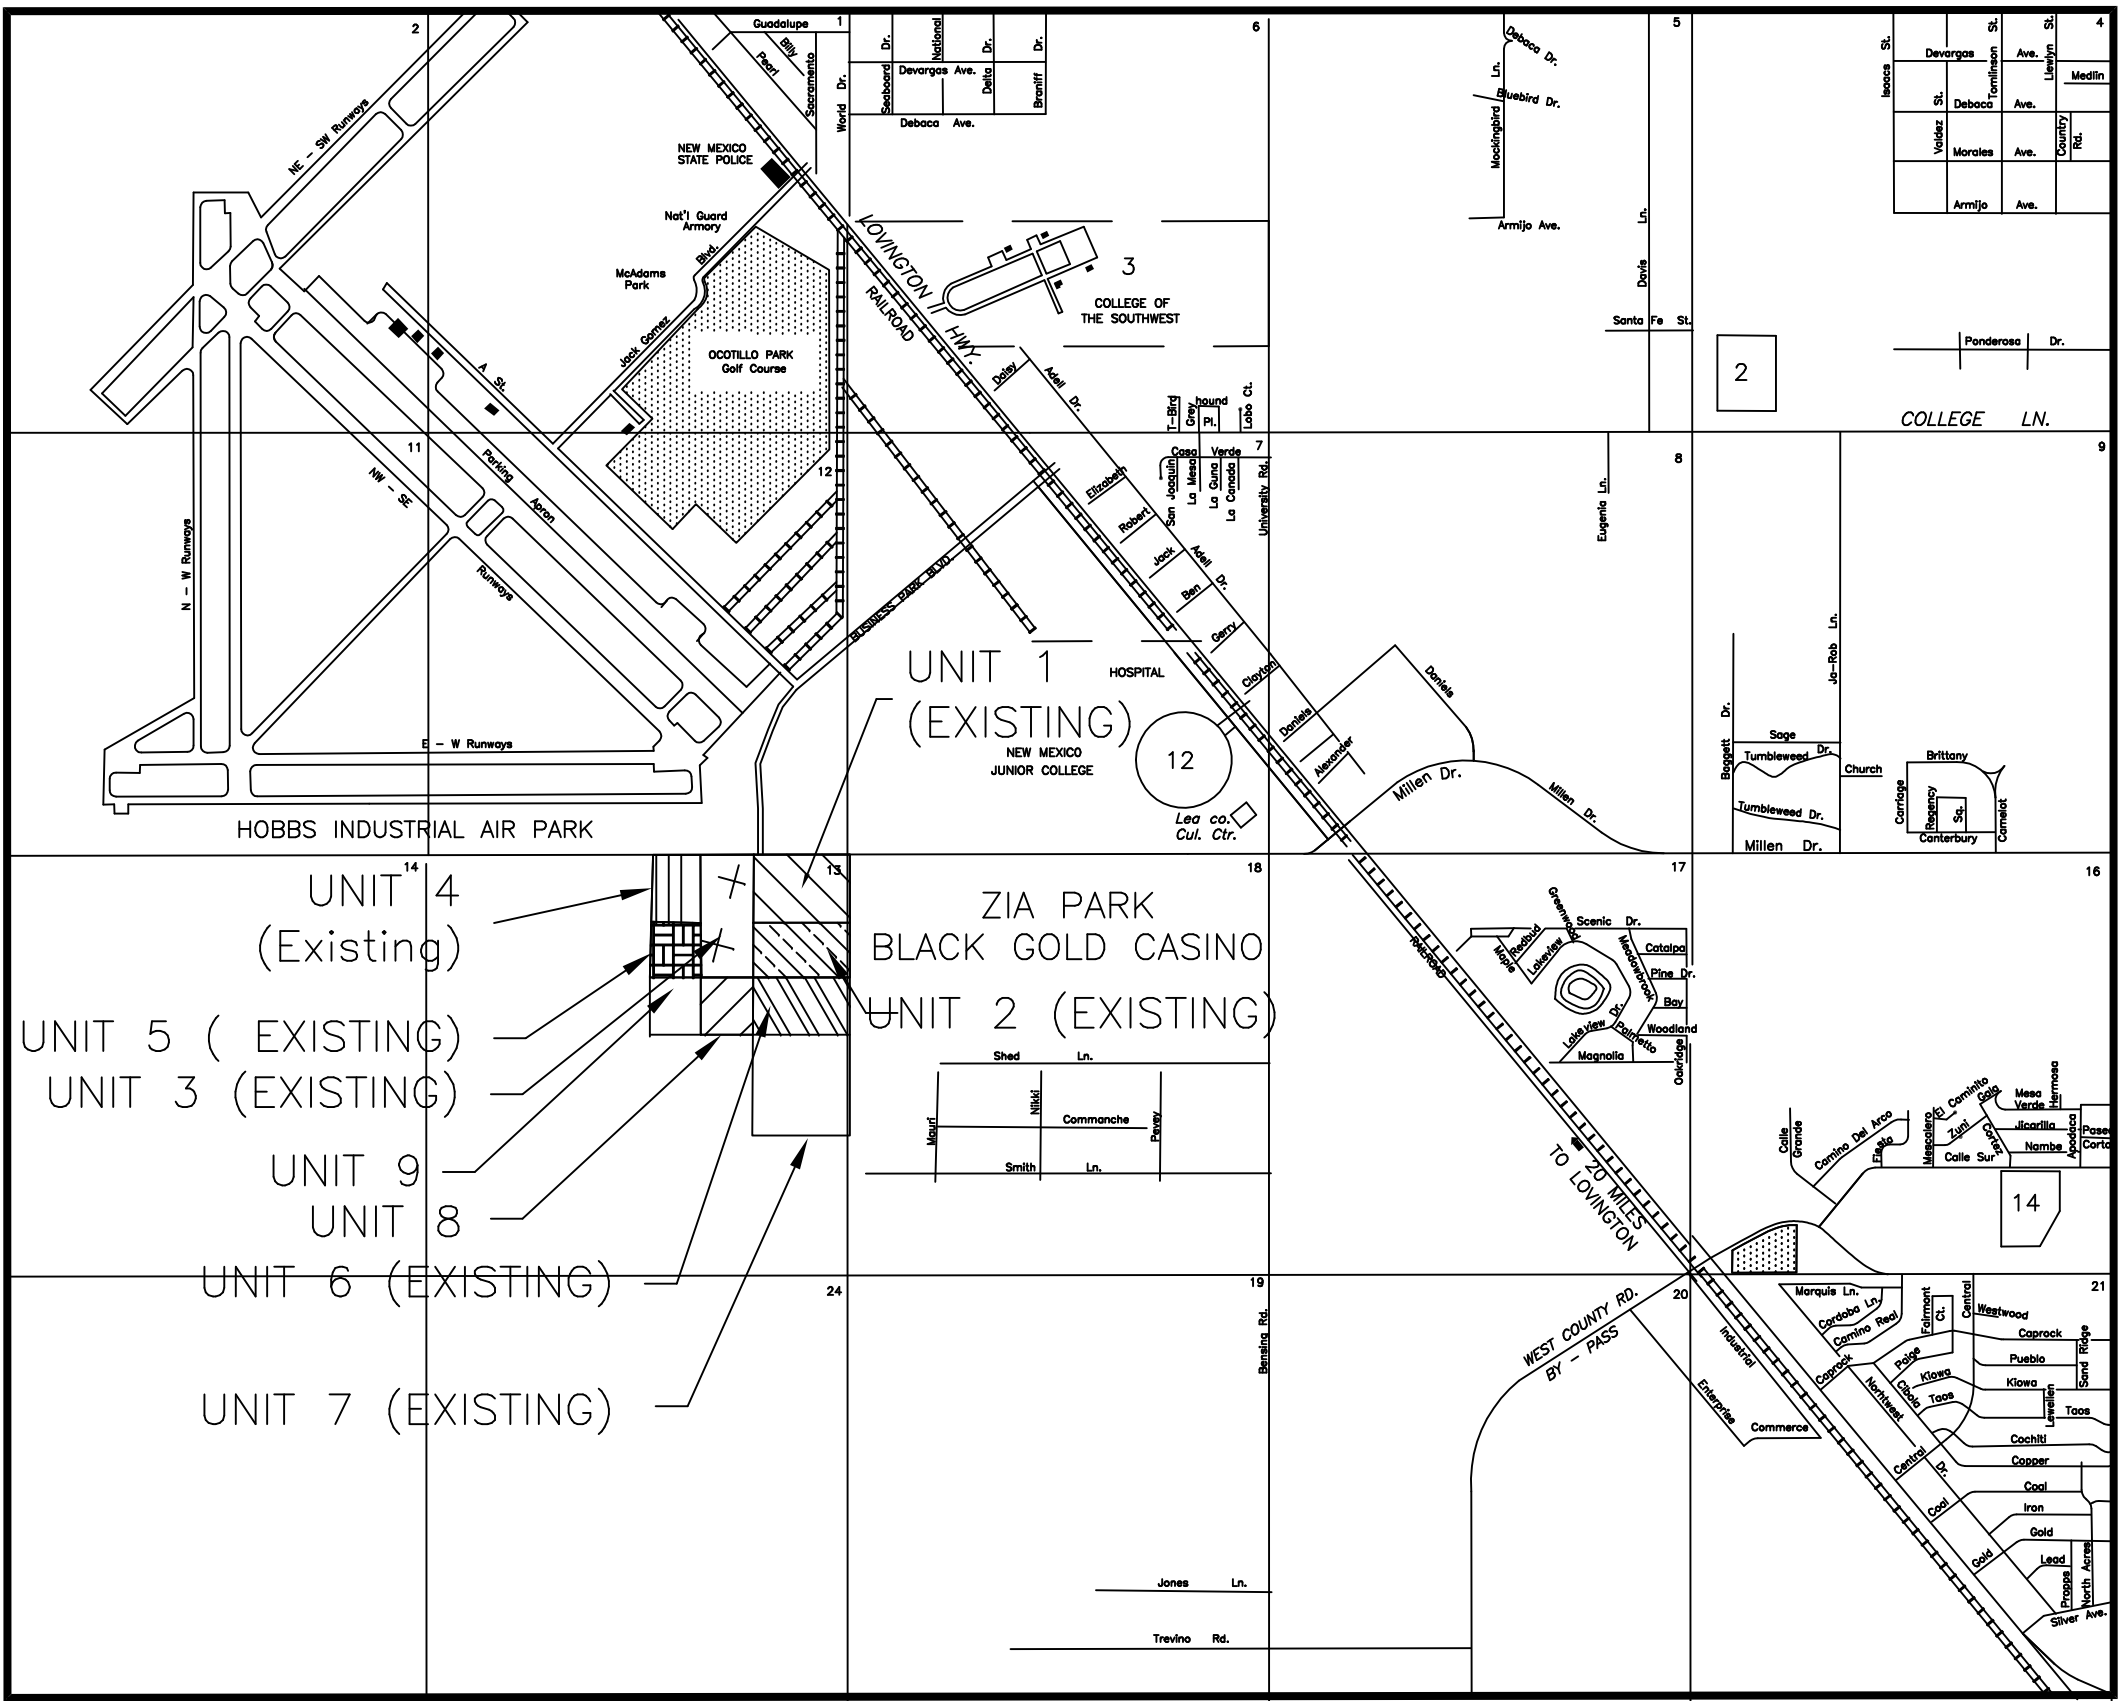 2
Guadalupe
1
Billy
Pearl
Sacramento
World Dr.
Seaboard Dr.
National
Delta Dr.
Braniff Dr.
Devargas Ave.
Debaca Ave.
6
Debaca Dr.
Bluebird Dr.
Mockingbird Ln.
Armijo Ave.
5
Davis Ln.
Santa Fe St.
4
Isaacs St.
Devargas Ave.
Tomlinson St.
Llewlyn St.
Medlin
Valdez St.
Debaca Ave.
Country Rd.
Morales Ave.
Armijo Ave.
NE - SW Runways
NEW MEXICO
STATE POLICE
Nat'l Guard
Armory
McAdams
Park
Jack Gomez Blvd.
OCOTILLO PARK
Golf Course
LOVINGTON HWY.
RAILROAD
3
COLLEGE OF
THE SOUTHWEST
2
Ponderosa Dr.
COLLEGE LN.
A St.
Daisy
Adell Dr.
T-Bird
Grey
hound
Pl.
Lobo Ct.
11
12
7
8
9
Casa Verde
San Joaquin
La Mesa
La Guna
La Canada
University Rd.
Eugenia Ln.
NW - SE
Runways
Parking Apron
N - W Runways
E - W Runways
BUSINESS PARK BLVD.
Elizabeth
Robert
Jack
Adell Dr.
Ben
Gerry
Clayton
Daniels
Daniels
Alexander
HOSPITAL
UNIT 1
(EXISTING)
NEW MEXICO
JUNIOR COLLEGE
12
Lea co.
Cul. Ctr.
Millen Dr.
Millen Dr.
Baggett Dr.
Ja-Rob Ln.
Sage
Tumbleweed Dr.
Tumbleweed Dr.
Church
Millen Dr.
Brittany
Carriage
Regency
Sq.
Camelot
Canterbury
HOBBS INDUSTRIAL AIR PARK
14
13
18
17
16
UNIT 4
(Existing)
ZIA PARK
BLACK GOLD CASINO
UNIT 2 (EXISTING)
UNIT 5 ( EXISTING)
UNIT 3 (EXISTING)
UNIT 9
UNIT 8
UNIT 6 (EXISTING)
UNIT 7 (EXISTING)
Shed Ln.
Mauri
Nikki
Commanche
Pevey
Smith Ln.
RAILROAD
Greenwood
Scenic Dr.
Redbud
Maple
Lakeview
Meadowbrook
Catalpa
Pine Dr.
Bay
Woodland
Lakeview Dr.
Palmetto
Magnolia
Oakridge
20 MILES
TO LOVINGTON
Calle
Grande
Camino Del Arco
Fiesta
Mescalero
El Caminito
Zuni
Gala
Cortez
Calle Sur
Mesa
Verde
Hermosa
Jicarilla
Nambe
Apodaca
Pase
Corta
14
24
19
20
21
Bensing Rd.
WEST COUNTY RD.
BY - PASS
Industrial
Enterprise
Commerce
Marquis Ln.
Cordoba Ln.
Camino Real
Fairmont
Ct.
Central
Westwood
Caprock
Sand Ridge
Pueblo
Paige
Kiowa
Kiowa
Cibola
Taos
Lewellen
Taos
Caprock
Norhtwest Dr.
Cochiti
Central
Copper
Coal
Coal
Iron
Gold
Gold
Lead
Propps
North Acres
Silver Ave.
Jones Ln.
Trevino Rd.